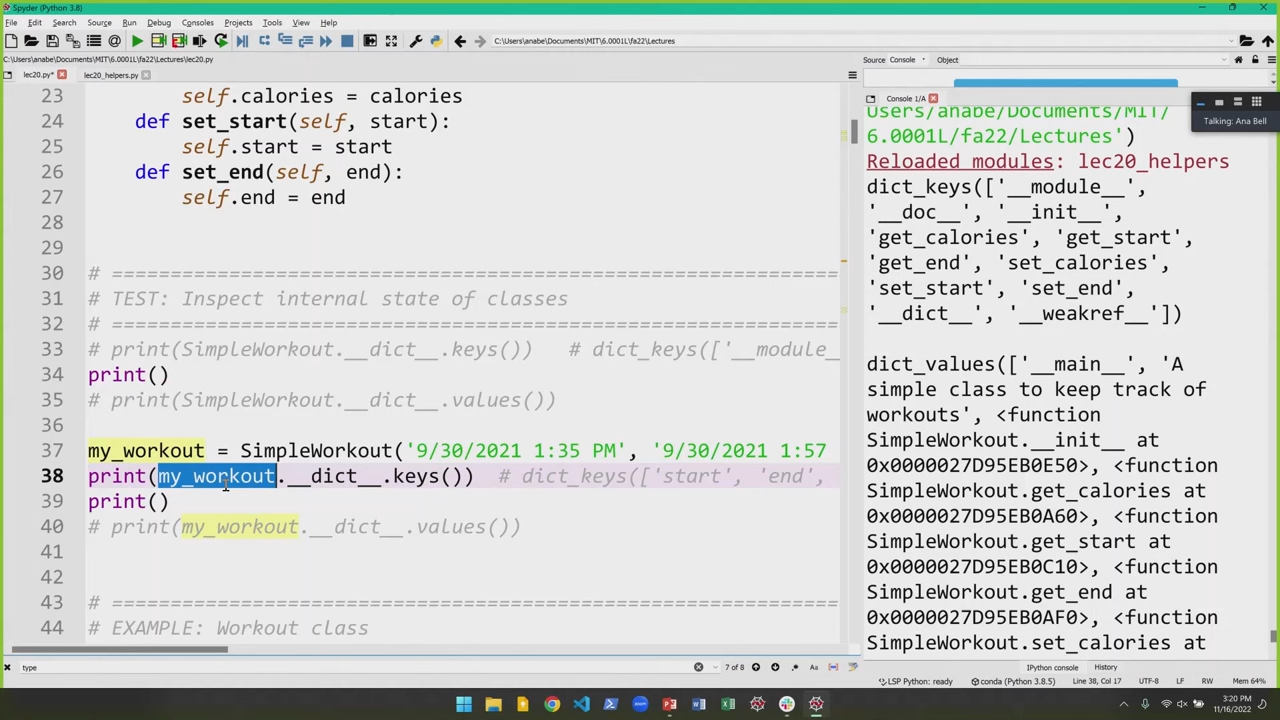 Spyder (Python 3.8)
File Edit Search Source Run Debug Consoles Projects Tools Help
C:\Users\anabe\Documents\MIT\6.0001L\fa22\Lectures
C:\Users\anabe\Documents\MIT\6.0001L\fa22\Lectures\lec20.py
lec20.py* lec20_helpers.py
23 self.calories = calories
24 def set_start(self, start):
25 self.start = start
26 def set_end(self, end):
27 self.end = end
28
29
30 # ==============================================================
31 # TEST: Inspect internal state of classes
32 # ==============================================================
33 # print(SimpleWorkout.__dict__.keys()) # dict_keys(['__module_
34 print()
35 # print(SimpleWorkout.__dict__.values())
36
37 my_workout = SimpleWorkout('9/30/2021 1:35 PM', '9/30/2021 1:57
38 print(my_workout.__dict__.keys()) # dict_keys(['start', 'end',
39 print()
40 # print(my_workout.__dict__.values())
41
42
43 # ==============================================================
44 # EXAMPLE: Workout class
type
7 of 8
Aa
Source Console Object
Console 1/A
Talking: Ana Bell
Users/anabe/Documents/MIT/
6.0001L/fa22/Lectures')
Reloaded modules: lec20_helpers
dict_keys(['__module__',
'__doc__', '__init__',
'get_calories', 'get_start',
'get_end', 'set_calories',
'set_start', 'set_end',
'__dict__', '__weakref__'])
dict_values(['__main__', 'A
simple class to keep track of
workouts', <function
SimpleWorkout.__init__ at
0x0000027D95EB0E50>, <function
SimpleWorkout.get_calories at
0x0000027D95EB0A60>, <function
SimpleWorkout.get_start at
0x0000027D95EB0C10>, <function
SimpleWorkout.get_end at
0x0000027D95EB0AF0>, <function
SimpleWorkout.set_calories at
IPython console History
LSP Python: ready conda (Python 3.8.5) Line 38, Col 17 UTF-8 LF RW Mem 64%
3:20 PM
11/16/2022